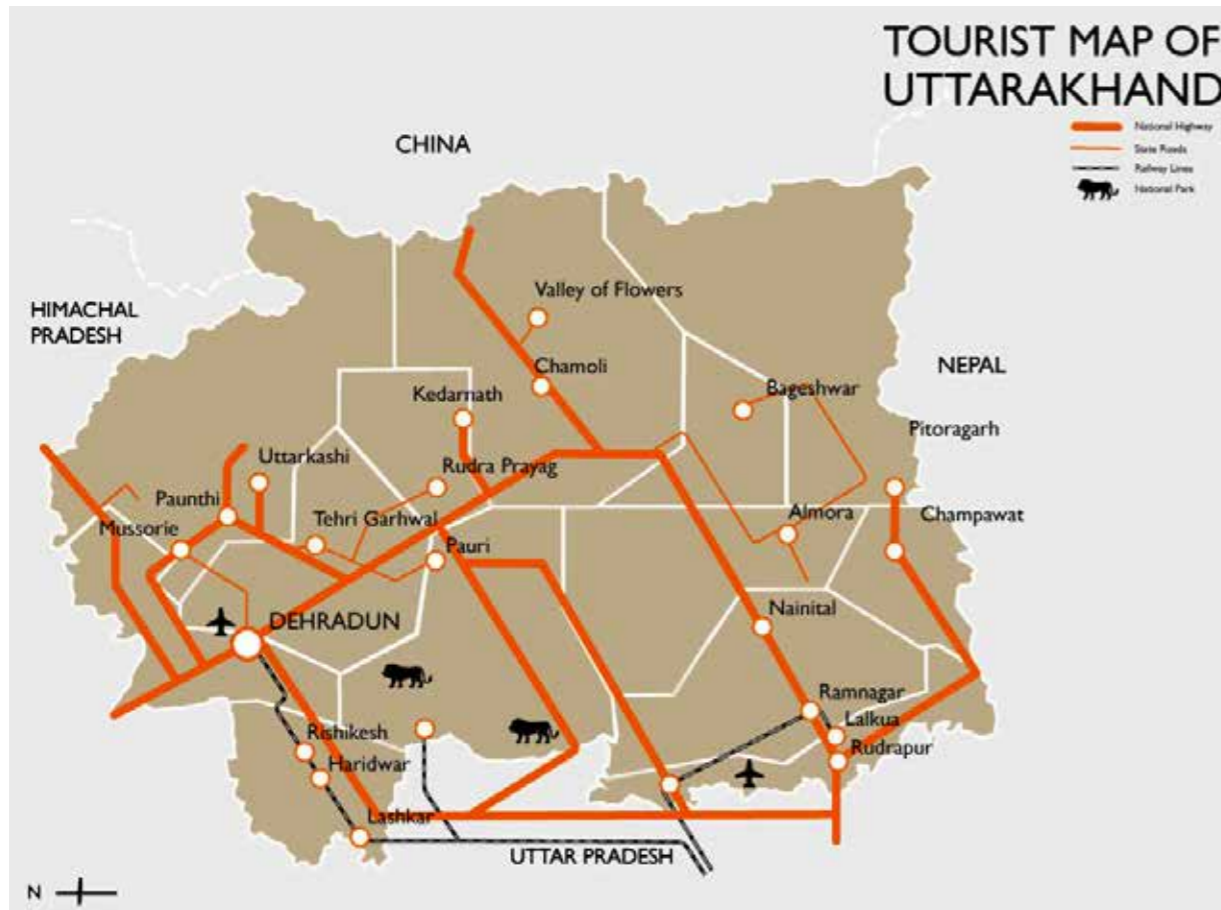 TOURIST MAP OF
UTTARAKHAND
National Highway
State Roads
Railway Lines
National Park
CHINA
HIMACHAL
PRADESH
NEPAL
Valley of Flowers
Chamoli
Kedarnath
Bageshwar
Pitoragarh
Uttarkashi
Rudra Prayag
Paunthi
Mussorie
Tehri Garhwal
Almora
Champawat
Pauri
DEHRADUN
Nainital
Ramnagar
Lalkua
Rudrapur
Rishikesh
Haridwar
Lashkar
UTTAR PRADESH
N